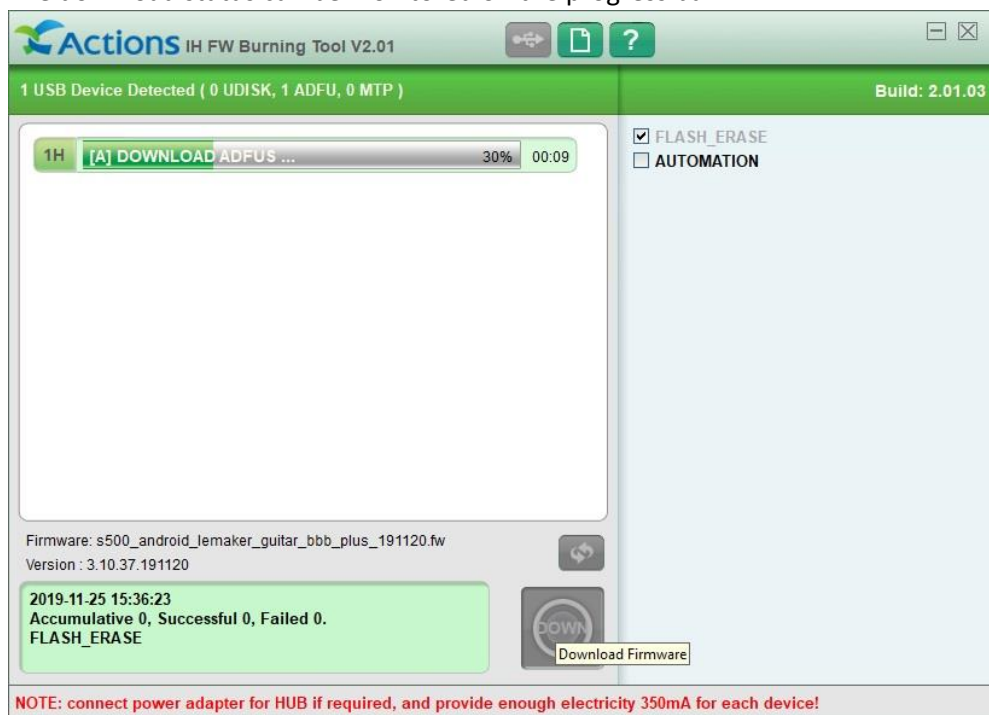 Actions IH FW Burning Tool V2.01
?
1 USB Device Detected ( 0 UDISK, 1 ADFU, 0 MTP )
Build: 2.01.03
1H [A] DOWNLOAD ADFUS ... 30% 00:09
FLASH_ERASE
AUTOMATION
Firmware: s500_android_lemaker_guitar_bbb_plus_191120.fw
Version : 3.10.37.191120
2019-11-25 15:36:23
Accumulative 0, Successful 0, Failed 0.
FLASH_ERASE
DOWN
Download Firmware
NOTE: connect power adapter for HUB if required, and provide enough electricity 350mA for each device!